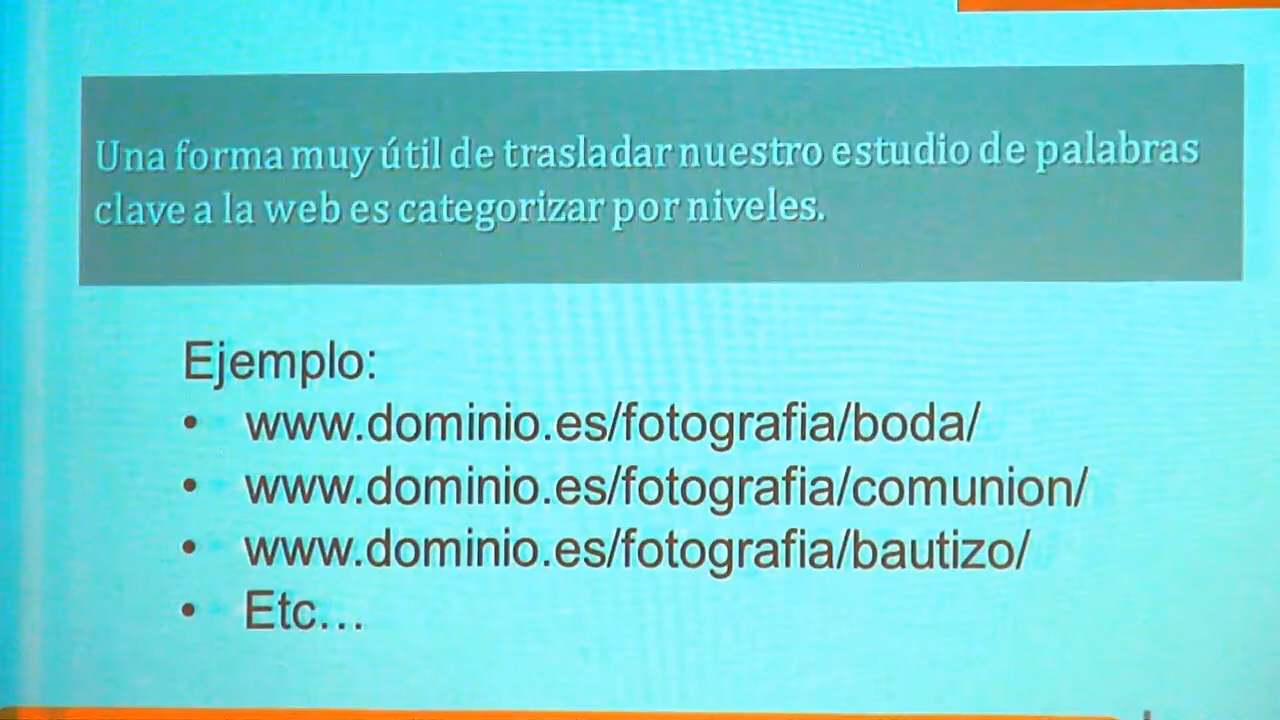 Una forma muy útil de trasladar nuestro estudio de palabras
clave a la web es categorizar por niveles.
Ejemplo:
• www.dominio.es/fotografia/boda/
• www.dominio.es/fotografia/comunion/
• www.dominio.es/fotografia/bautizo/
• Etc...